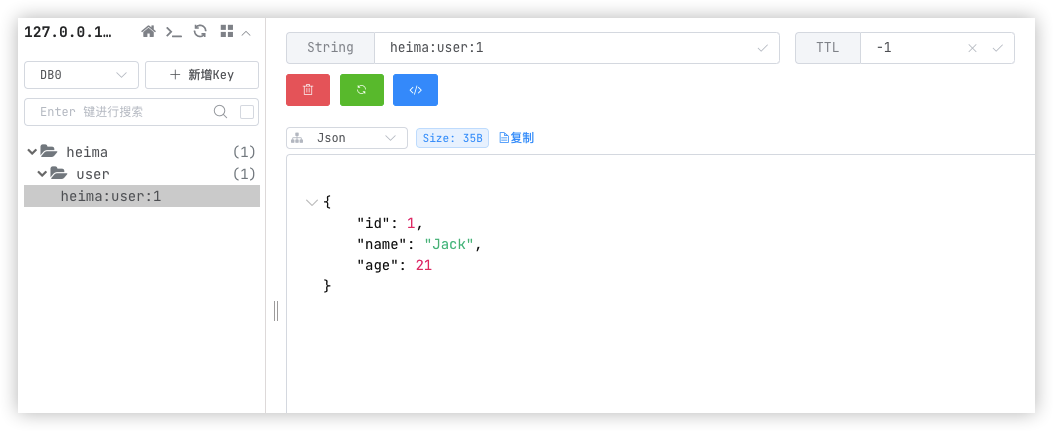 127.0.0.1…
DB0
新增Key
Enter 键进行搜索
heima (1)
user (1)
heima:user:1
String heima:user:1 TTL -1
Json Size: 35B 复制
{
"id": 1,
"name": "Jack",
"age": 21
}